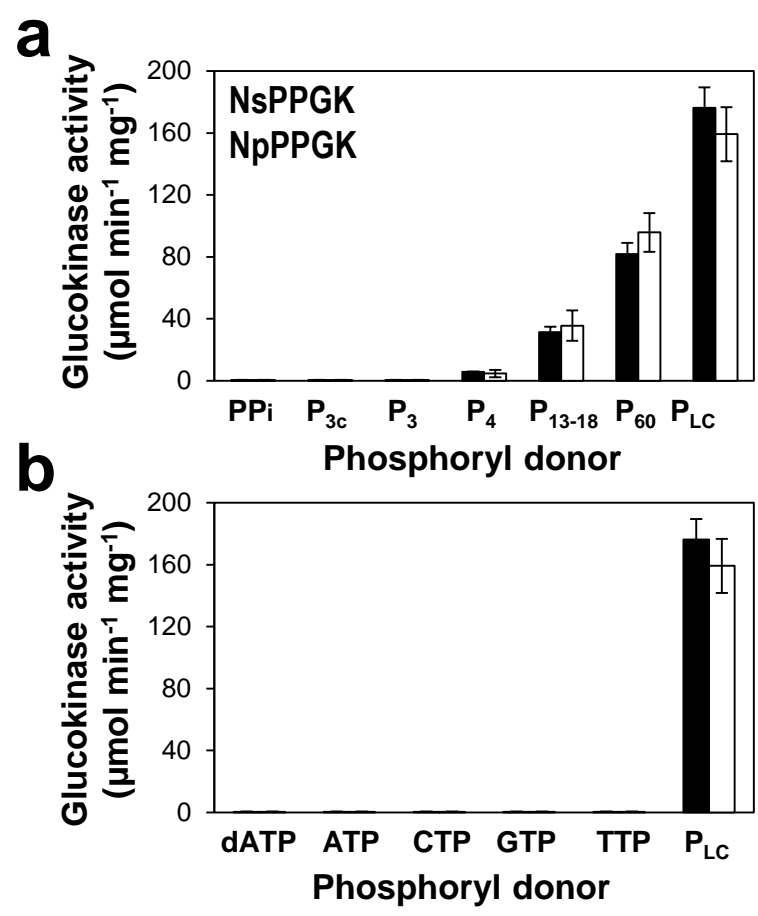 a
Glucokinase activity
(µmol min-1 mg-1)
200
160
120
80
40
0
NsPPGK
NpPPGK
PPi P3c P3 P4 P13-18 P60 PLC
Phosphoryl donor
b
Glucokinase activity
(µmol min-1 mg-1)
200
160
120
80
40
0
dATP ATP CTP GTP TTP PLC
Phosphoryl donor